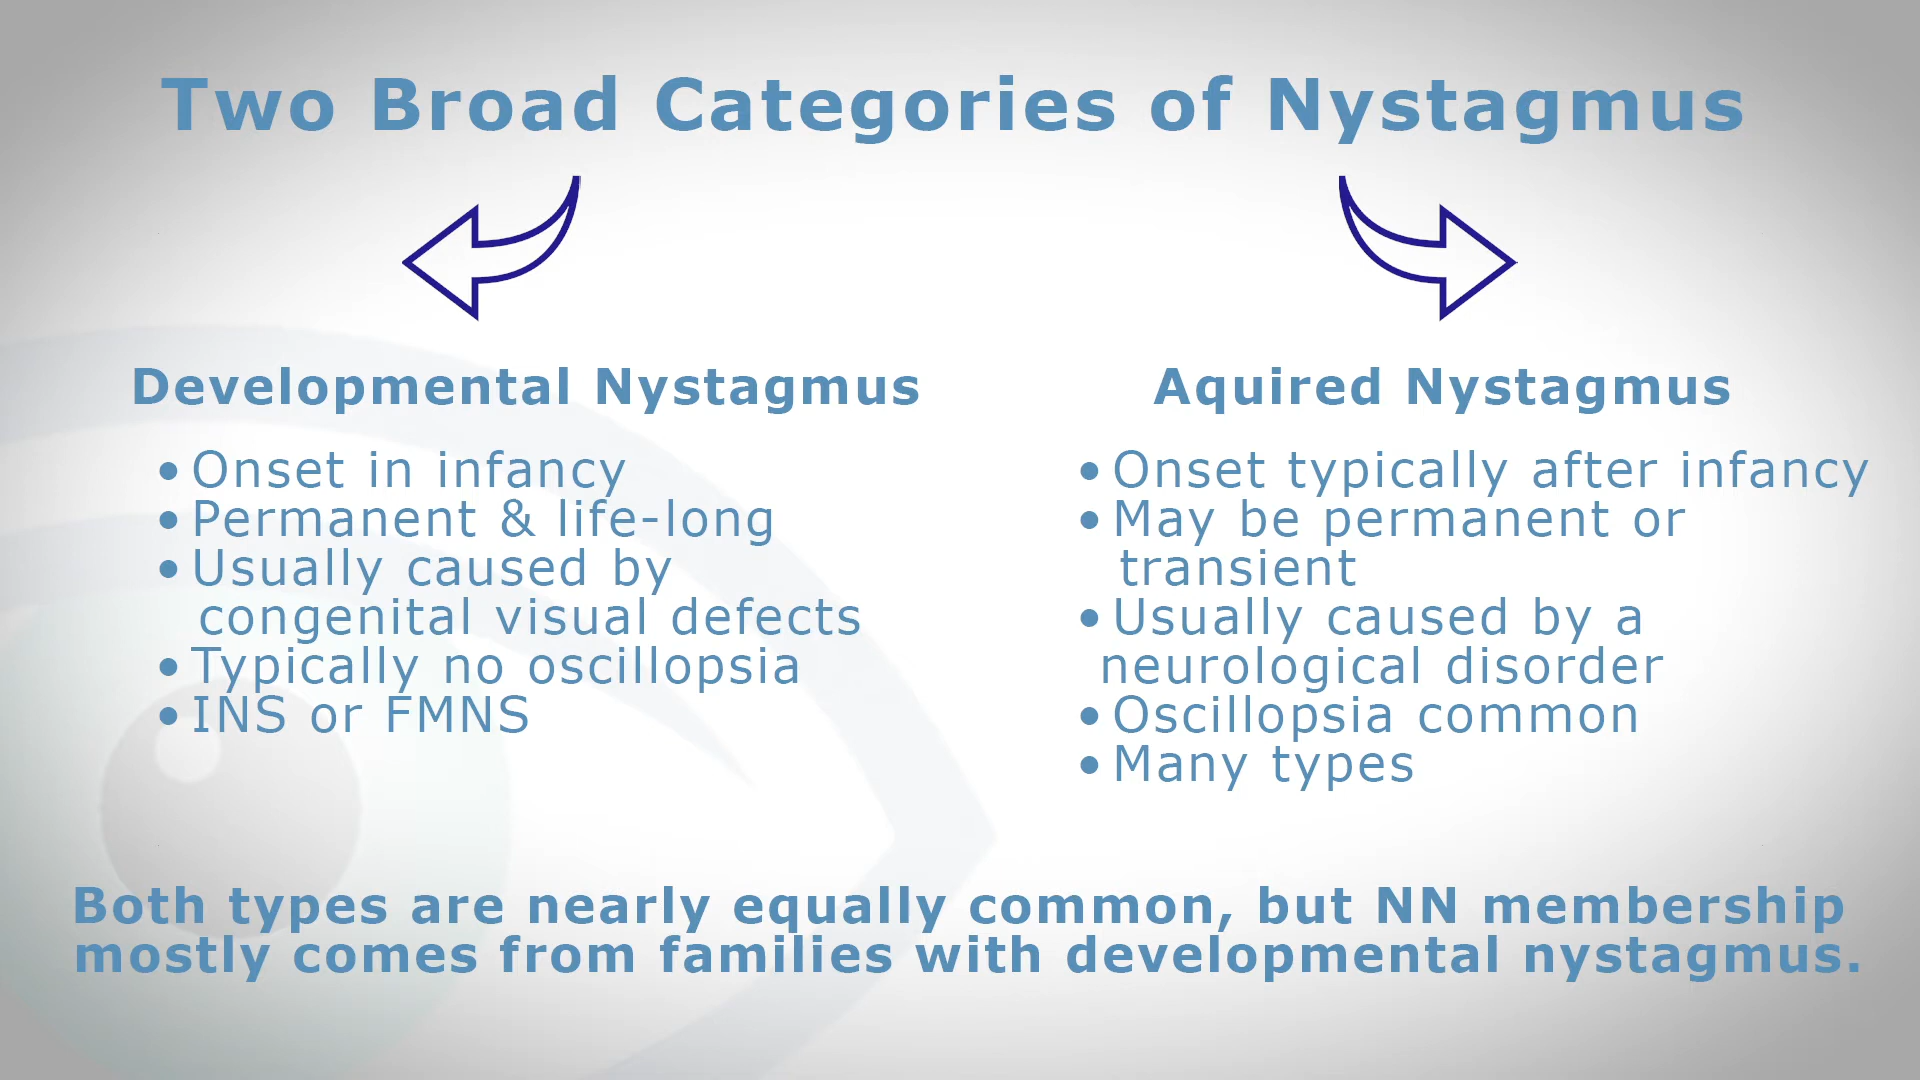 Two Broad Categories of Nystagmus
Developmental Nystagmus
•Onset in infancy
•Permanent & life-long
•Usually caused by
congenital visual defects
•Typically no oscillopsia
•INS or FMNS
Aquired Nystagmus
•Onset typically after infancy
•May be permanent or
transient
•Usually caused by a
neurological disorder
•Oscillopsia common
•Many types
Both types are nearly equally common, but NN membership
mostly comes from families with developmental nystagmus.